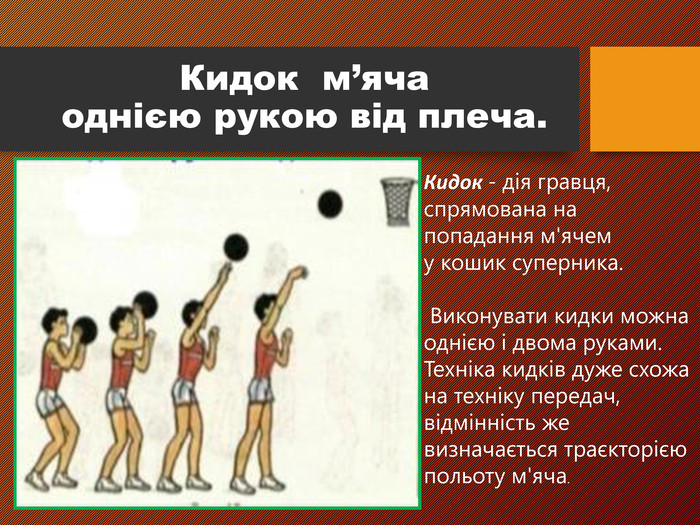 Кидок м’яча
однією рукою від плеча.
Кидок - дія гравця,
спрямована на
попадання м'ячем
у кошик суперника.
Виконувати кидки можна
однією і двома руками.
Техніка кидків дуже схожа
на техніку передач,
відмінність же
визначається траєкторією
польоту м'яча.